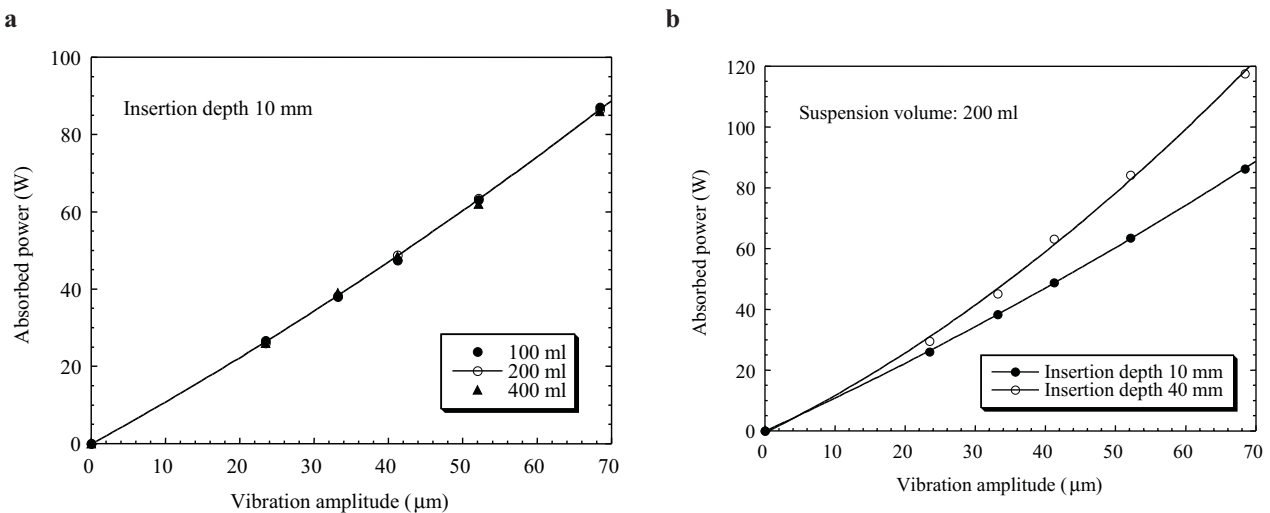 a
100
80
60
40
20
0
Absorbed power (W)
Insertion depth 10 mm
100 ml
200 ml
400 ml
0 10 20 30 40 50 60 70
Vibration amplitude (μm)
b
120
100
80
60
40
20
0
Absorbed power (W)
Suspension volume: 200 ml
Insertion depth 10 mm
Insertion depth 40 mm
0 10 20 30 40 50 60 70
Vibration amplitude (μm)